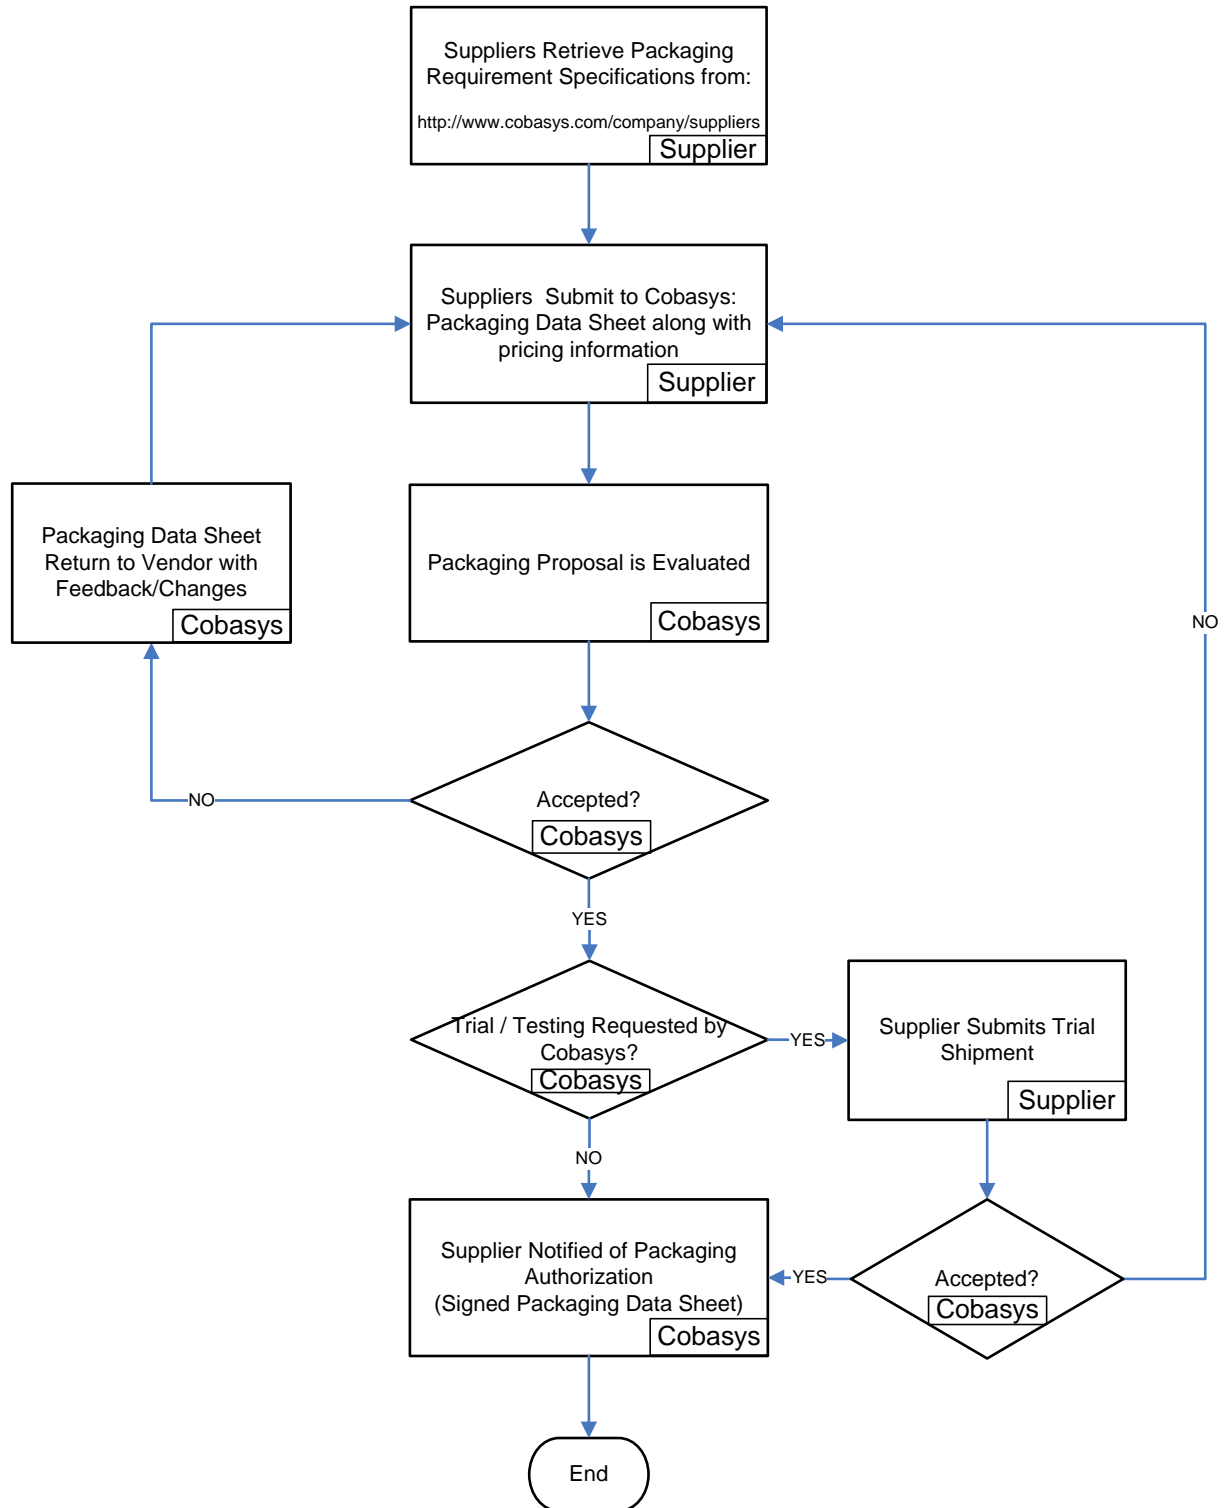 Suppliers Retrieve Packaging
Requirement Specifications from:
http://www.cobasys.com/company/suppliers
Supplier
Suppliers  Submit to Cobasys:
Packaging Data Sheet along with
pricing information
Supplier
Packaging Data Sheet
Return to Vendor with
Feedback/Changes
Cobasys
Packaging Proposal is Evaluated
Cobasys
NO
NO
Accepted?
Cobasys
YES
Trial / Testing Requested by
Cobasys?
Cobasys
YES
Supplier Submits Trial
Shipment
Supplier
NO
Supplier Notified of Packaging
Authorization
(Signed Packaging Data Sheet)
Cobasys
YES
Accepted?
Cobasys
End